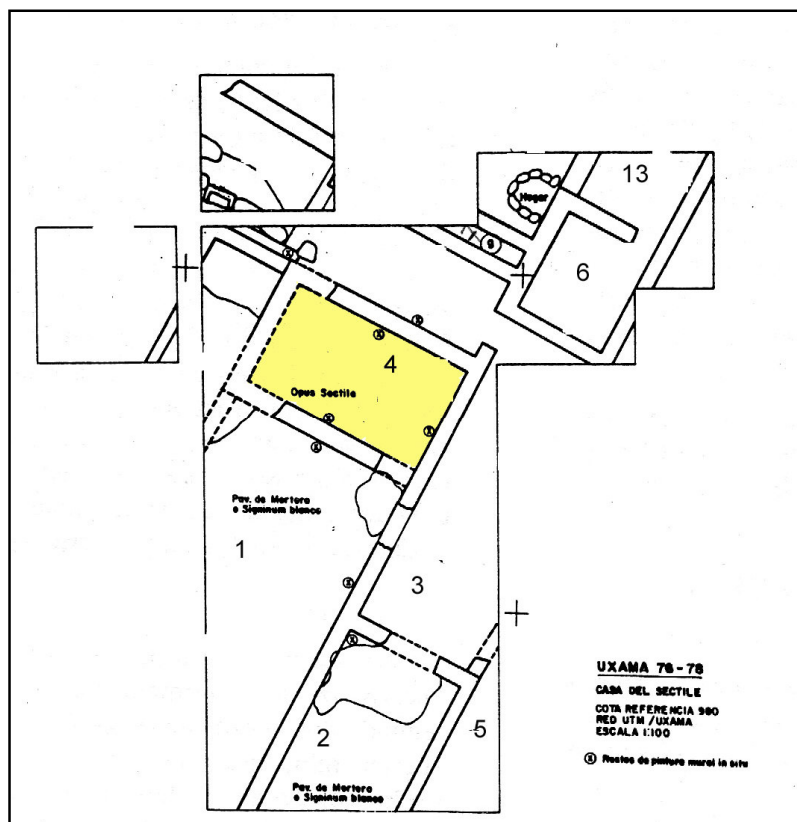 13
Hogar
6
4
Opus Sectile
Pav. de Mortero
o Signinum blanco
1
3
UXAMA 76-78
CASA DEL SECTILE
COTA REFERENCIA 980
RED UTM / UXAMA
ESCALA 1:100
2
5
Restos de pintura mural in situ
Pav. de Mortero
o Signinum blanco